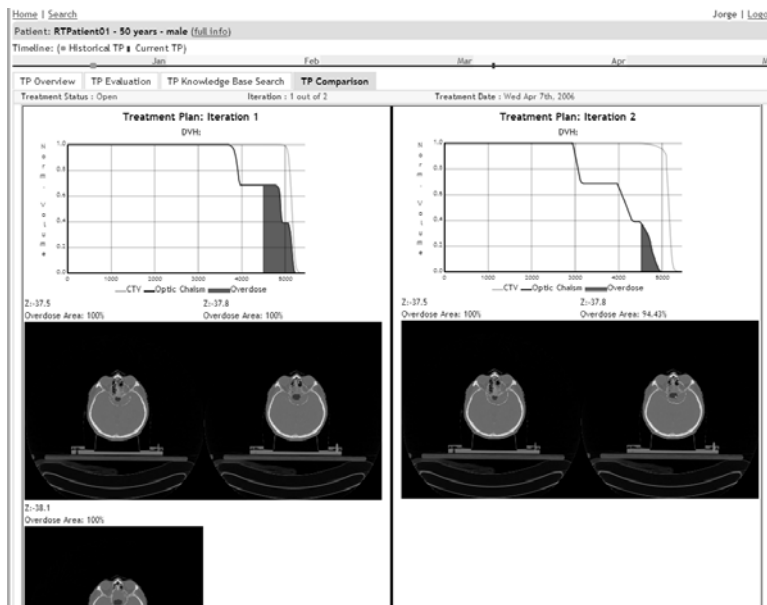 Home | Search
Jorge | Logo
Patient: RTPatient01 - 50 years - male (full info)
Timeline: (= Historical TP ▮ Current TP)
Jan Feb Mar Apr M
TP Overview TP Evaluation TP Knowledge Base Search TP Comparison
Treatment Status : Open Iteration : 1 out of 2 Treatment Date : Wed Apr 7th, 2006
Treatment Plan: Iteration 1
DVH:
Norm. Volume
1.0
0.8
0.6
0.4
0.2
0.0
0 1000 2000 3000 4000 5000
CTV Optic Chaism Overdose
Z:-37.5 Z:-37.8
Overdose Area: 100% Overdose Area: 100%
Z:-38.1
Overdose Area: 100%
Treatment Plan: Iteration 2
DVH:
Norm. Volume
1.0
0.8
0.6
0.4
0.2
0.0
0 1000 2000 3000 4000 5000
CTV Optic Chaism Overdose
Z:-37.5 Z:-37.8
Overdose Area: 100% Overdose Area: 94.43%